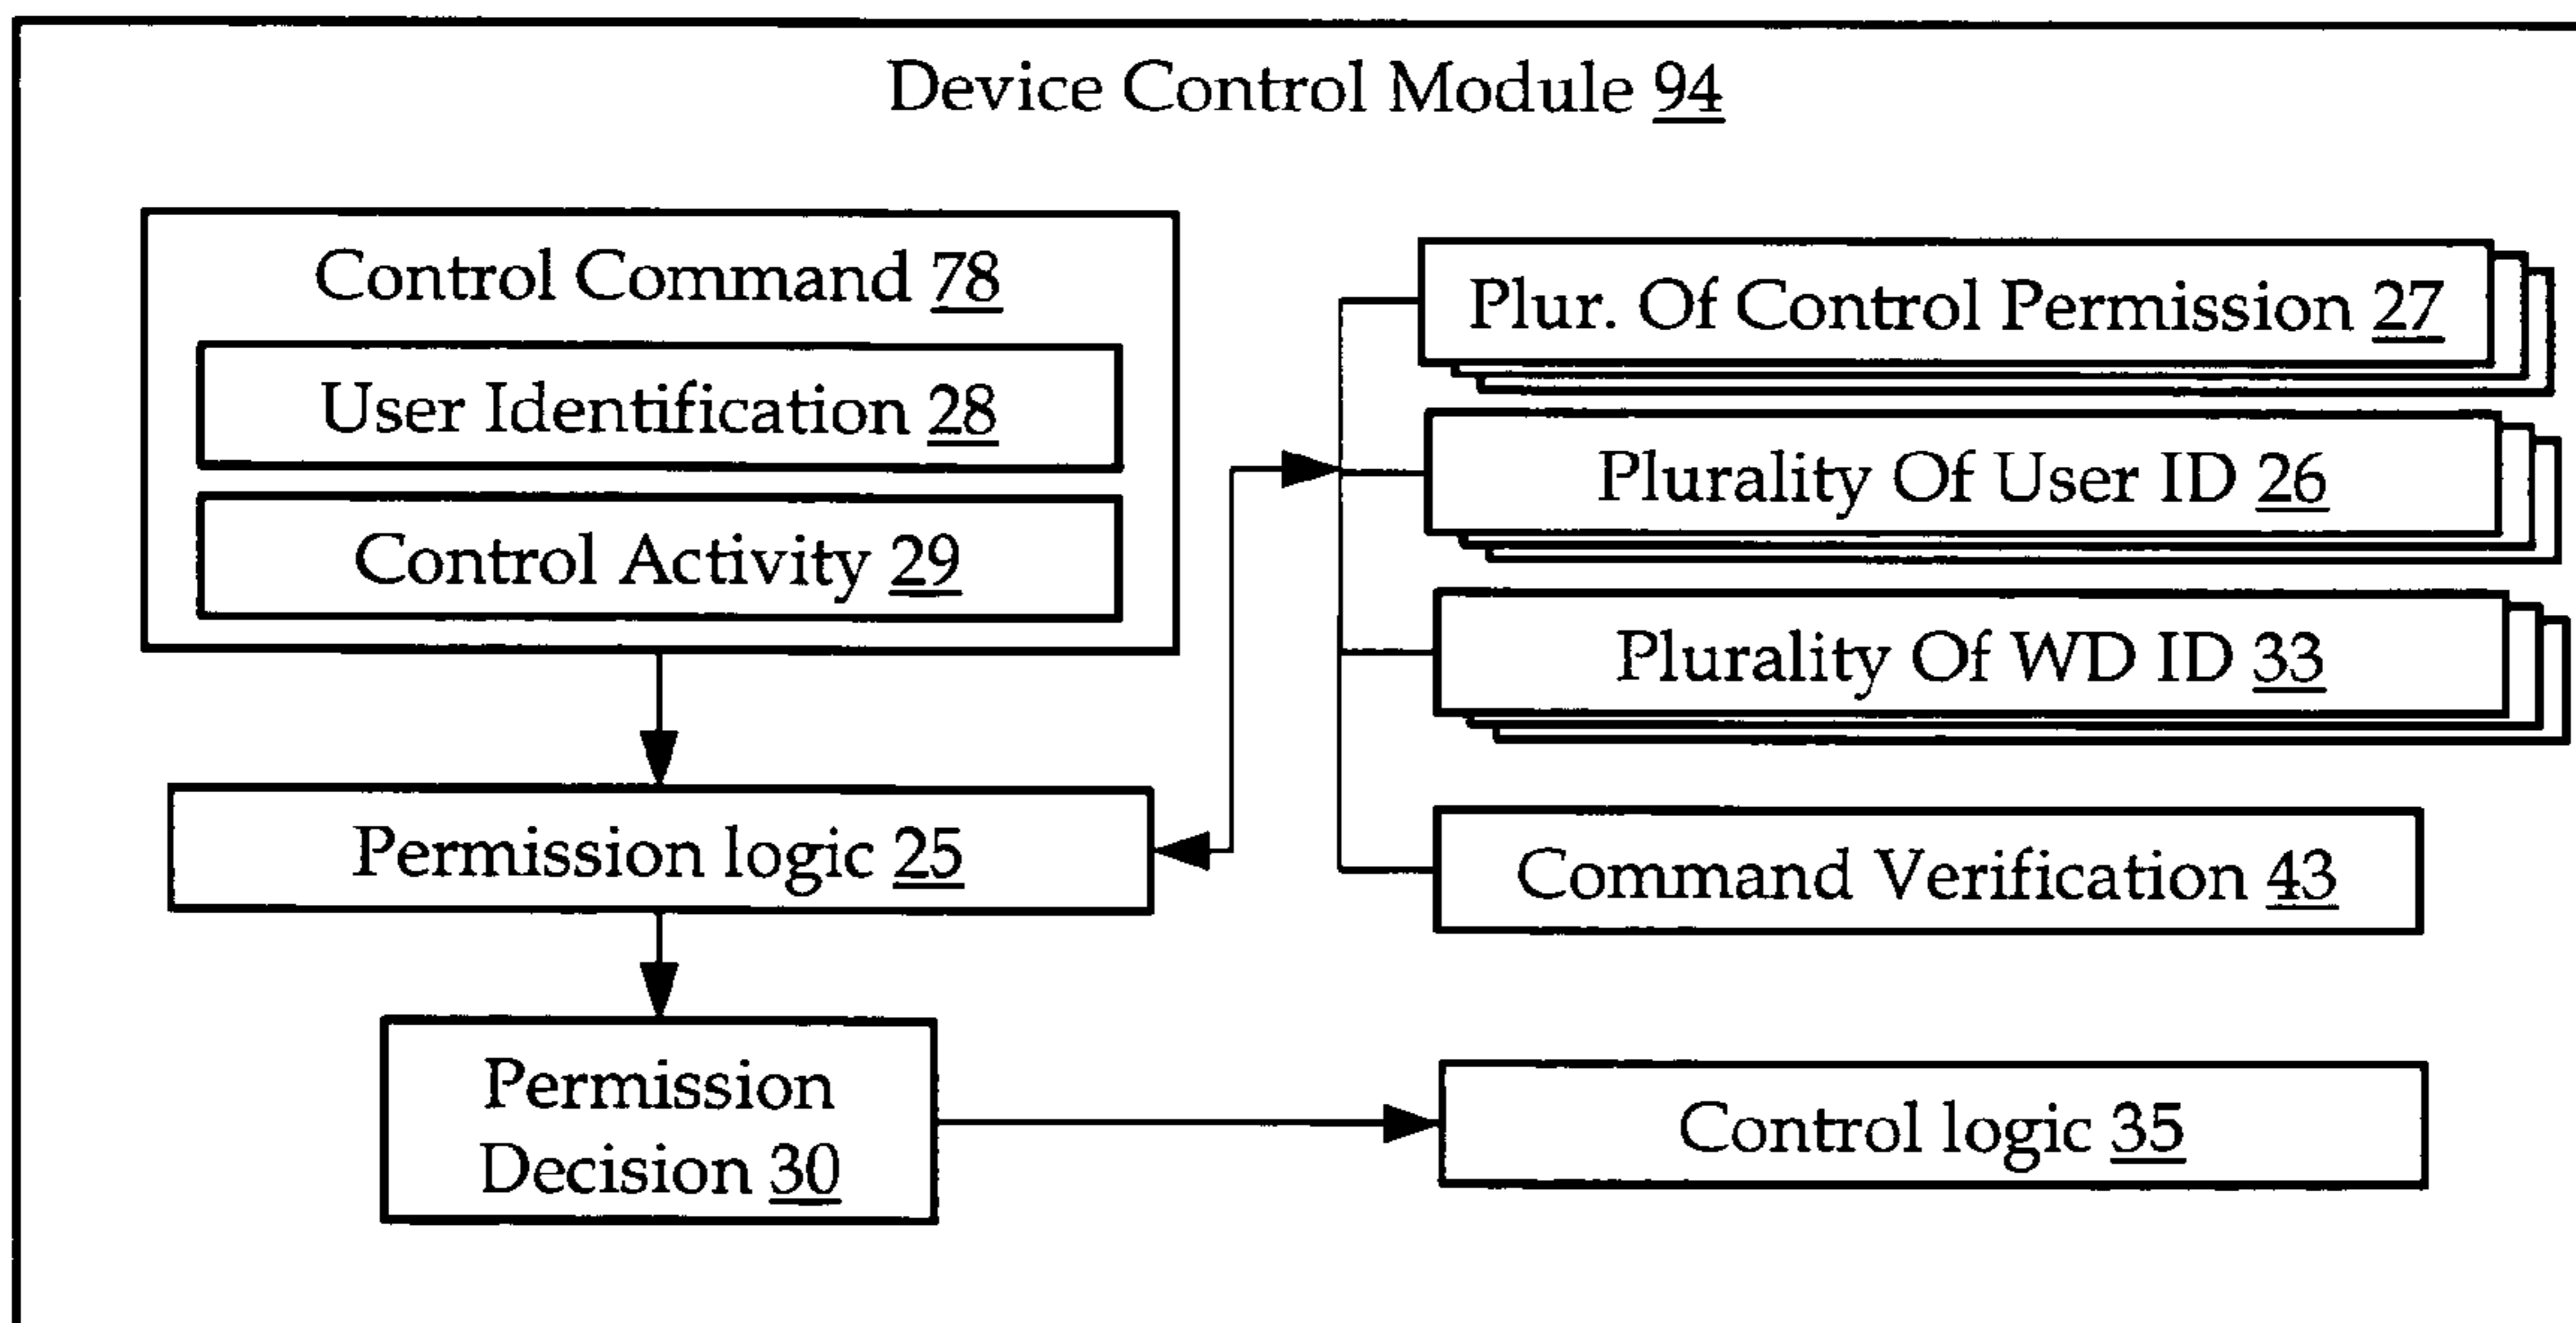 Device Control Module 94
Control Command 78
User Identification 28
Control Activity 29
Plur. Of Control Permission 27
Plurality Of User ID 26
Plurality Of WD ID 33
Permission logic 25
Command Verification 43
Permission
Decision 30
Control logic 35